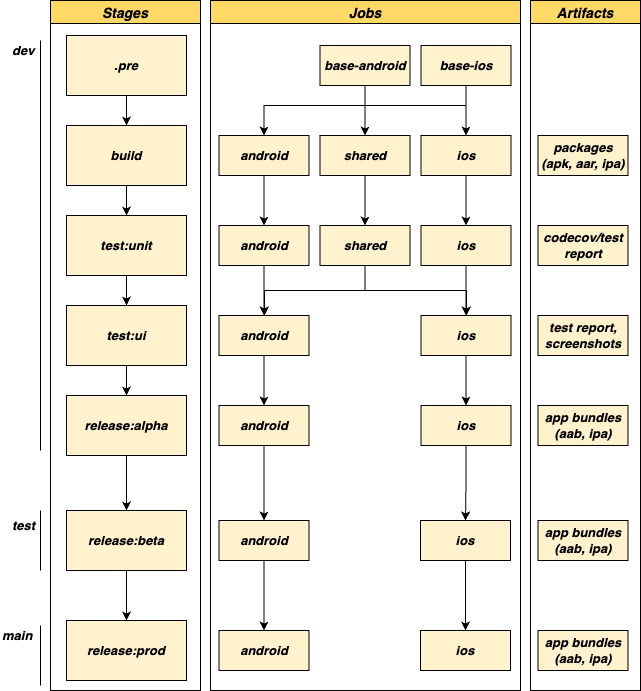 Stages
Jobs
Artifacts
dev
.pre
base-android
base-ios
build
android
shared
ios
packages
(apk, aar, ipa)
test:unit
android
shared
ios
codecov/test
report
test:ui
android
ios
test report,
screenshots
release:alpha
android
ios
app bundles
(aab, ipa)
test
release:beta
android
ios
app bundles
(aab, ipa)
main
release:prod
android
ios
app bundles
(aab, ipa)